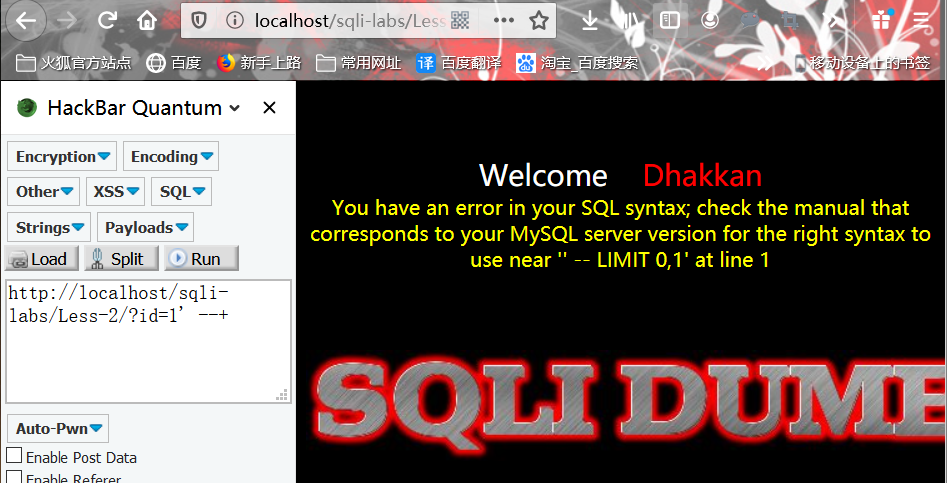 localhost/sqli-labs/Less
火狐官方站点 百度 新手上路 常用网址 译 百度翻译 淘宝_百度搜索 移动设备上的书签
HackBar Quantum
Encryption Encoding
Other XSS SQL
Strings Payloads
Load Split Run
http://localhost/sqli-
labs/Less-2/?id=1' --+
Auto-Pwn
Enable Post Data
Enable Referer
Welcome Dhakkan
You have an error in your SQL syntax; check the manual that
corresponds to your MySQL server version for the right syntax to
use near '' -- LIMIT 0,1' at line 1
SQLI DUMB